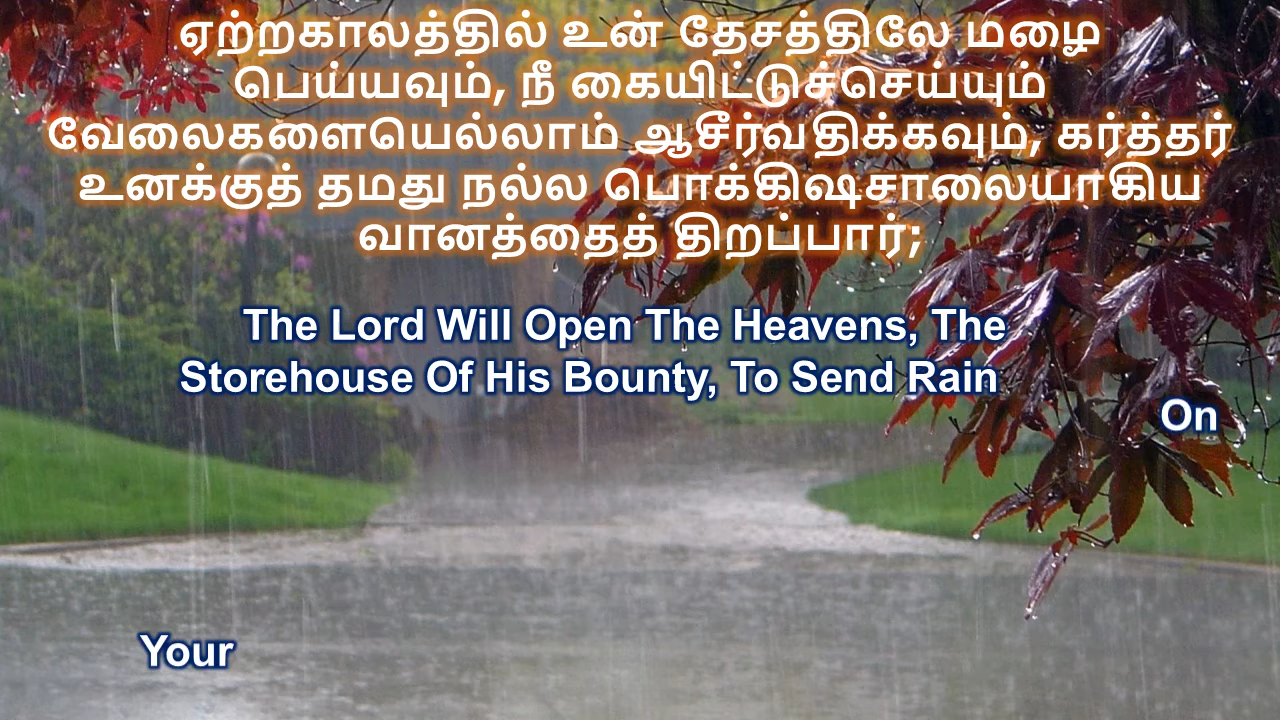 ஏற்றகாலத்தில் உன் தேசத்திலே மழை
பெய்யவும், நீ கையிட்டுச்செய்யும்
வேலைகளையெல்லாம் ஆசீர்வதிக்கவும், கர்த்தர்
உனக்குத் தமது நல்ல பொக்கிஷசாலையாகிய
வானத்தைத் திறப்பார்;
The Lord Will Open The Heavens, The
Storehouse Of His Bounty, To Send Rain
On
Your